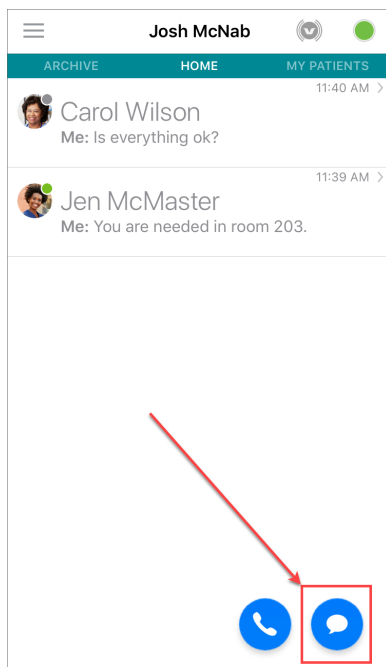 Josh McNab
ARCHIVE HOME MY PATIENTS
11:40 AM
Carol Wilson
Me: Is everything ok?
11:39 AM
Jen McMaster
Me: You are needed in room 203.